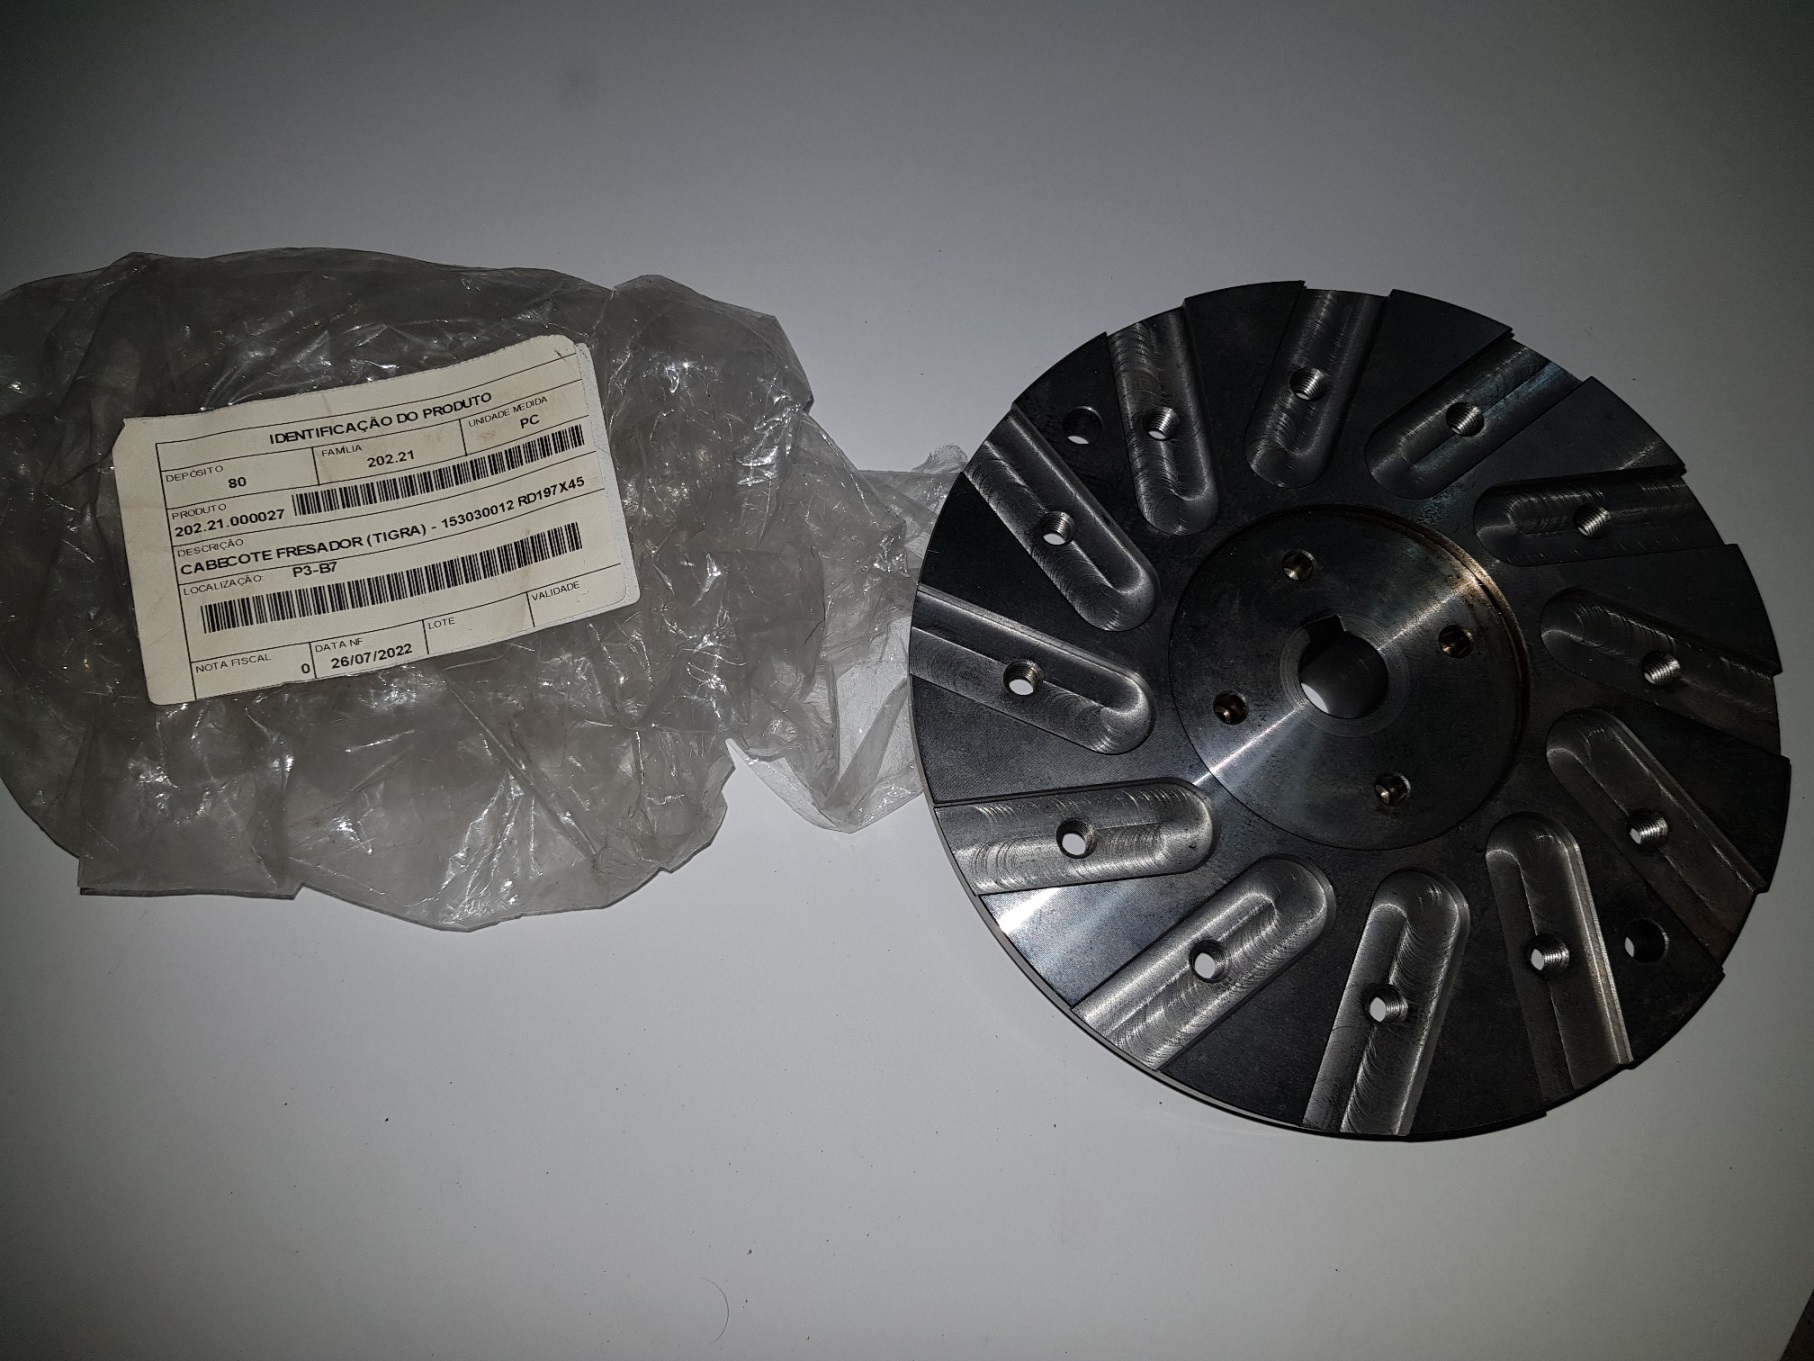 IDENTIFICAÇÃO DO PRODUTO
DEPÓSITO FAMLIA UNIDADE MEDIDA
80 202.21 PC
PRODUTO
202.21.000027
DESCRIÇÃO
CABECOTE FRESADOR (TIGRA) - 153030012 RD197X45
LOCALIZAÇÃO: P3-B7
NOTA FISCAL DATA NF LOTE VALIDADE
0 26/07/2022